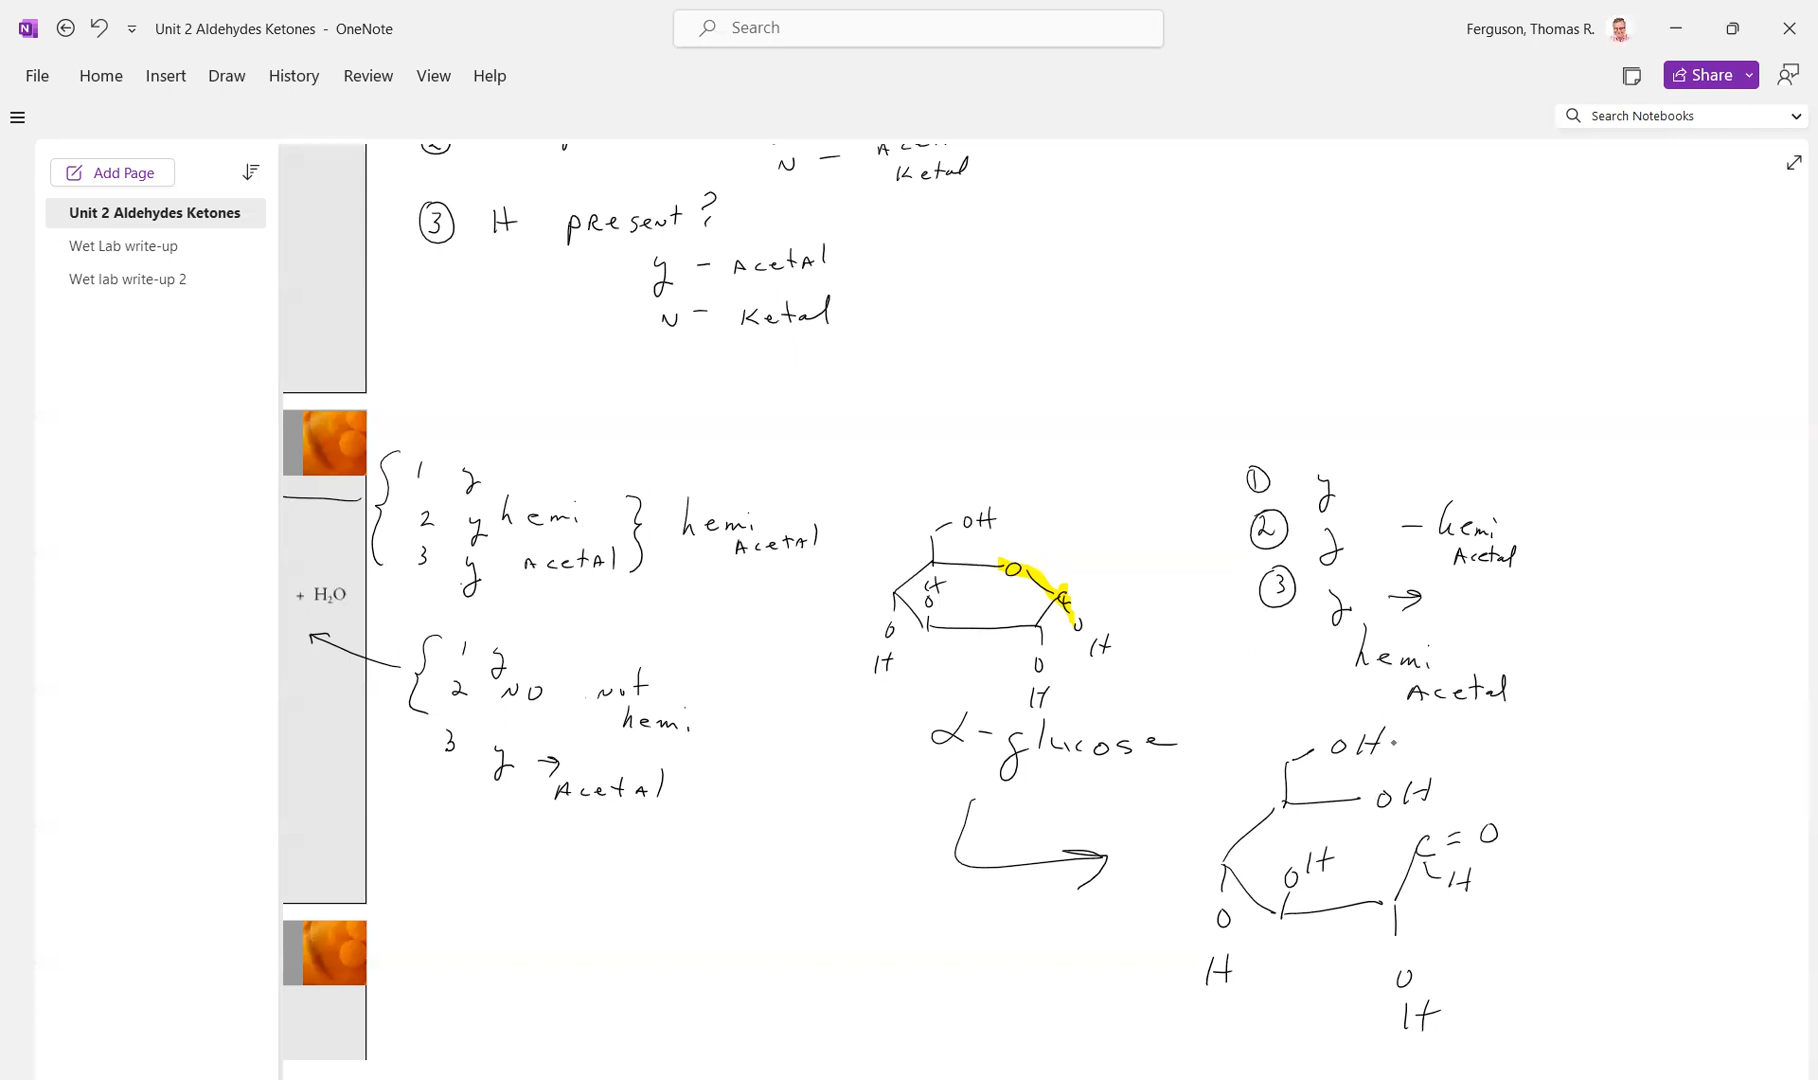 Unit 2 Aldehydes Ketones - OneNote
Search
Ferguson, Thomas R.
File Home Insert Draw History Review View Help
Share
Search Notebooks
Add Page
Unit 2 Aldehydes Ketones
Wet Lab write-up
Wet lab write-up 2
N - 
Ketal
③ H present?
y - Acetal
N - Ketal
1 y
2 y hemi
3 y Acetal
hemi
Acetal
+ H₂O
1 y
2 NO not
hemi
3 y →
Acetal
OH
O
H
O
C
O
H
O
H
O
H
α-glucose
① y
② y - hemi
Acetal
③ y →
hemi
Acetal
OH
OH
C = O
H
OH
O
H
O
H